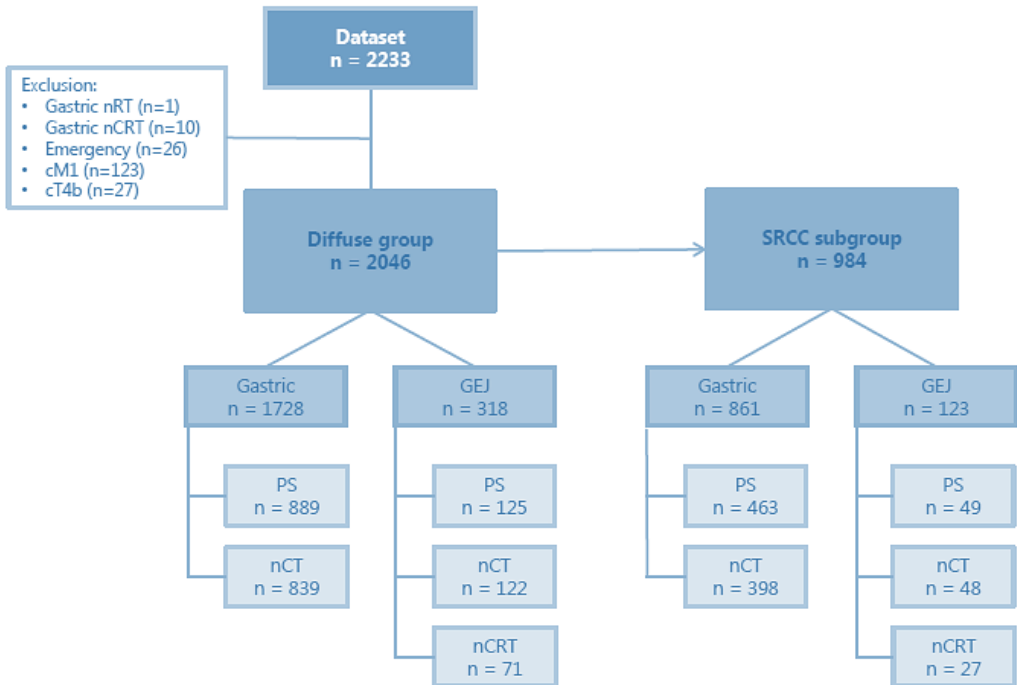 Dataset
n = 2233
Exclusion:
• Gastric nRT (n=1)
• Gastric nCRT (n=10)
• Emergency (n=26)
• cM1 (n=123)
• cT4b (n=27)
Diffuse group
n = 2046
SRCC subgroup
n = 984
Gastric
n = 1728
GEJ
n = 318
Gastric
n = 861
GEJ
n = 123
PS
n = 889
PS
n = 125
PS
n = 463
PS
n = 49
nCT
n = 839
nCT
n = 122
nCT
n = 398
nCT
n = 48
nCRT
n = 71
nCRT
n = 27